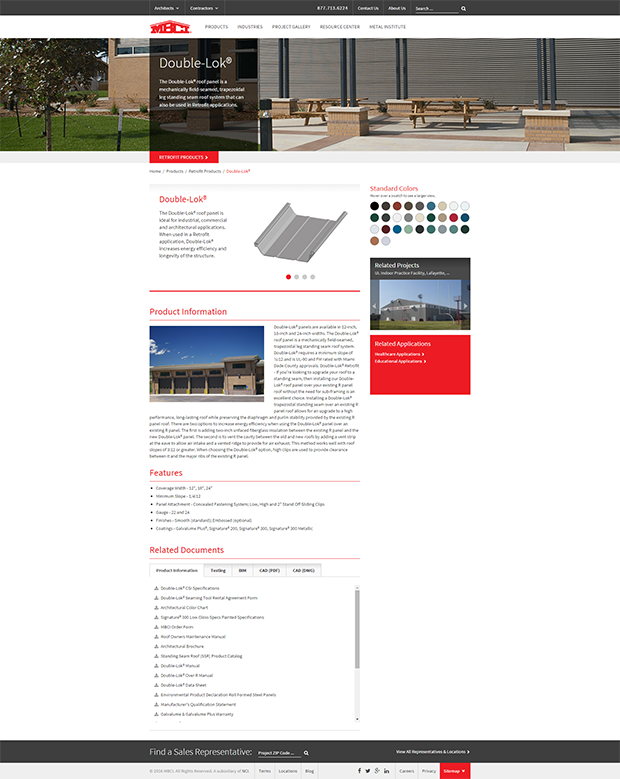 Architects
Contractors
877.713.6224
Contact Us
About Us
Search ...
MBCI
PRODUCTS
INDUSTRIES
PROJECT GALLERY
RESOURCE CENTER
METAL INSTITUTE
Double-Lok®
The Double-Lok® roof panel is a
mechanically field-seamed, trapezoidal
leg standing seam roof system that can
also be used in Retrofit applications.
RETROFIT PRODUCTS
Home / Products / Retrofit Products / Double-Lok®
Double-Lok®
The Double-Lok® roof panel is
ideal for industrial, commercial
and architectural applications.
When used in a Retrofit
application, Double-Lok®
increases energy efficiency and
longevity of the structure.
Standard Colors
Hover over a swatch to see a larger view.
Related Projects
UL Indoor Practice Facility, Lafayette, ...
Related Applications
Healthcare Applications
Educational Applications
Product Information
Double-Lok® panels are available in 12-inch,
18-inch and 24-inch widths. The Double-Lok®
roof panel is a mechanically field-seamed,
trapezoidal leg standing seam roof system.
Double-Lok® requires a minimum slope of
¼:12 and is UL-90 and FM rated with Miami
Dade County approvals. Double-Lok® Retrofit
- If you're looking to upgrade your roof to a
standing seam, then installing our Double-
Lok® roof panel over your existing R panel
roof without the need for sub-framing is an
excellent choice. Installing a Double-Lok®
trapezoidal standing seam over an existing R
panel roof allows for an upgrade to a high
performance, long-lasting roof while preserving the diaphragm and purlin stability provided by the existing R
panel roof. There are two options to increase energy efficiency when using the Double-Lok® panel over an
existing R panel. The first is adding two-inch unfaced fiberglass insulation between the existing R panel and the
new Double-Lok® panel. The second is to vent the cavity between the old and new roofs by adding a vent strip
at the eave to allow air intake and a vented ridge to provide for air exhaust. This method works well with roof
slopes of 3:12 or greater. When choosing the Double-Lok® option, high clips are used to provide clearance
between it and the major ribs of the existing R panel.
Features
Coverage Width - 12", 18", 24"
Minimum Slope - 1/4:12
Panel Attachment - Concealed Fastening System; Low, High and 2" Stand Off Sliding Clips
Gauge - 22 and 24
Finishes - Smooth (standard); Embossed (optional)
Coatings - Galvalume Plus®, Signature® 200, Signature® 300, Signature® 300 Metallic
Related Documents
Product Information
Testing
BIM
CAD (PDF)
CAD (DWG)
Double-Lok® CSI Specifications
Double-Lok® Seaming Tool Rental Agreement Form
Architectural Color Chart
Signature® 300 Low Gloss Specs Painted Specifications
MBCI Order Form
Roof Owners Maintenance Manual
Architectural Brochure
Standing Seam Roof (SSR) Product Catalog
Double-Lok® Manual
Double-Lok® Over R Manual
Double-Lok® Data Sheet
Environmental Product Declaration Roll Formed Steel Panels
Manufacturer's Qualification Statement
Galvalume & Galvalume Plus Warranty
Find a Sales Representative:
Project ZIP Code ...
View All Representatives & Locations
© 2016 MBCI. All Rights Reserved. A subsidiary of NCI.
Terms
Locations
Blog
Careers
Privacy
Sitemap